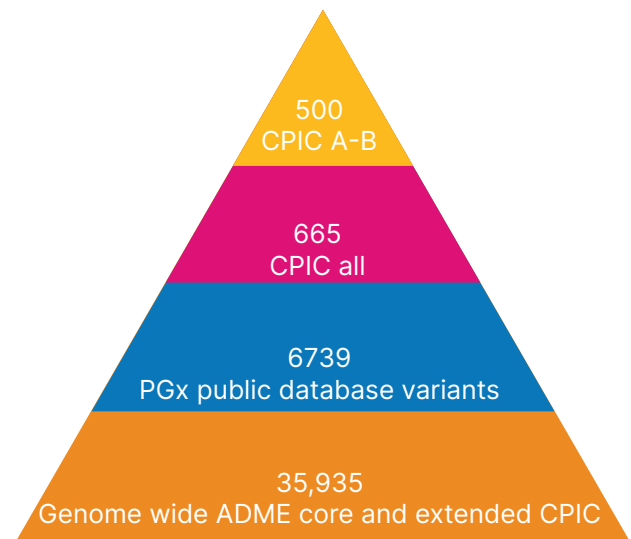 500
CPIC A-B
665
CPIC all
6739
PGx public database variants
35,935
Genome wide ADME core and extended CPIC